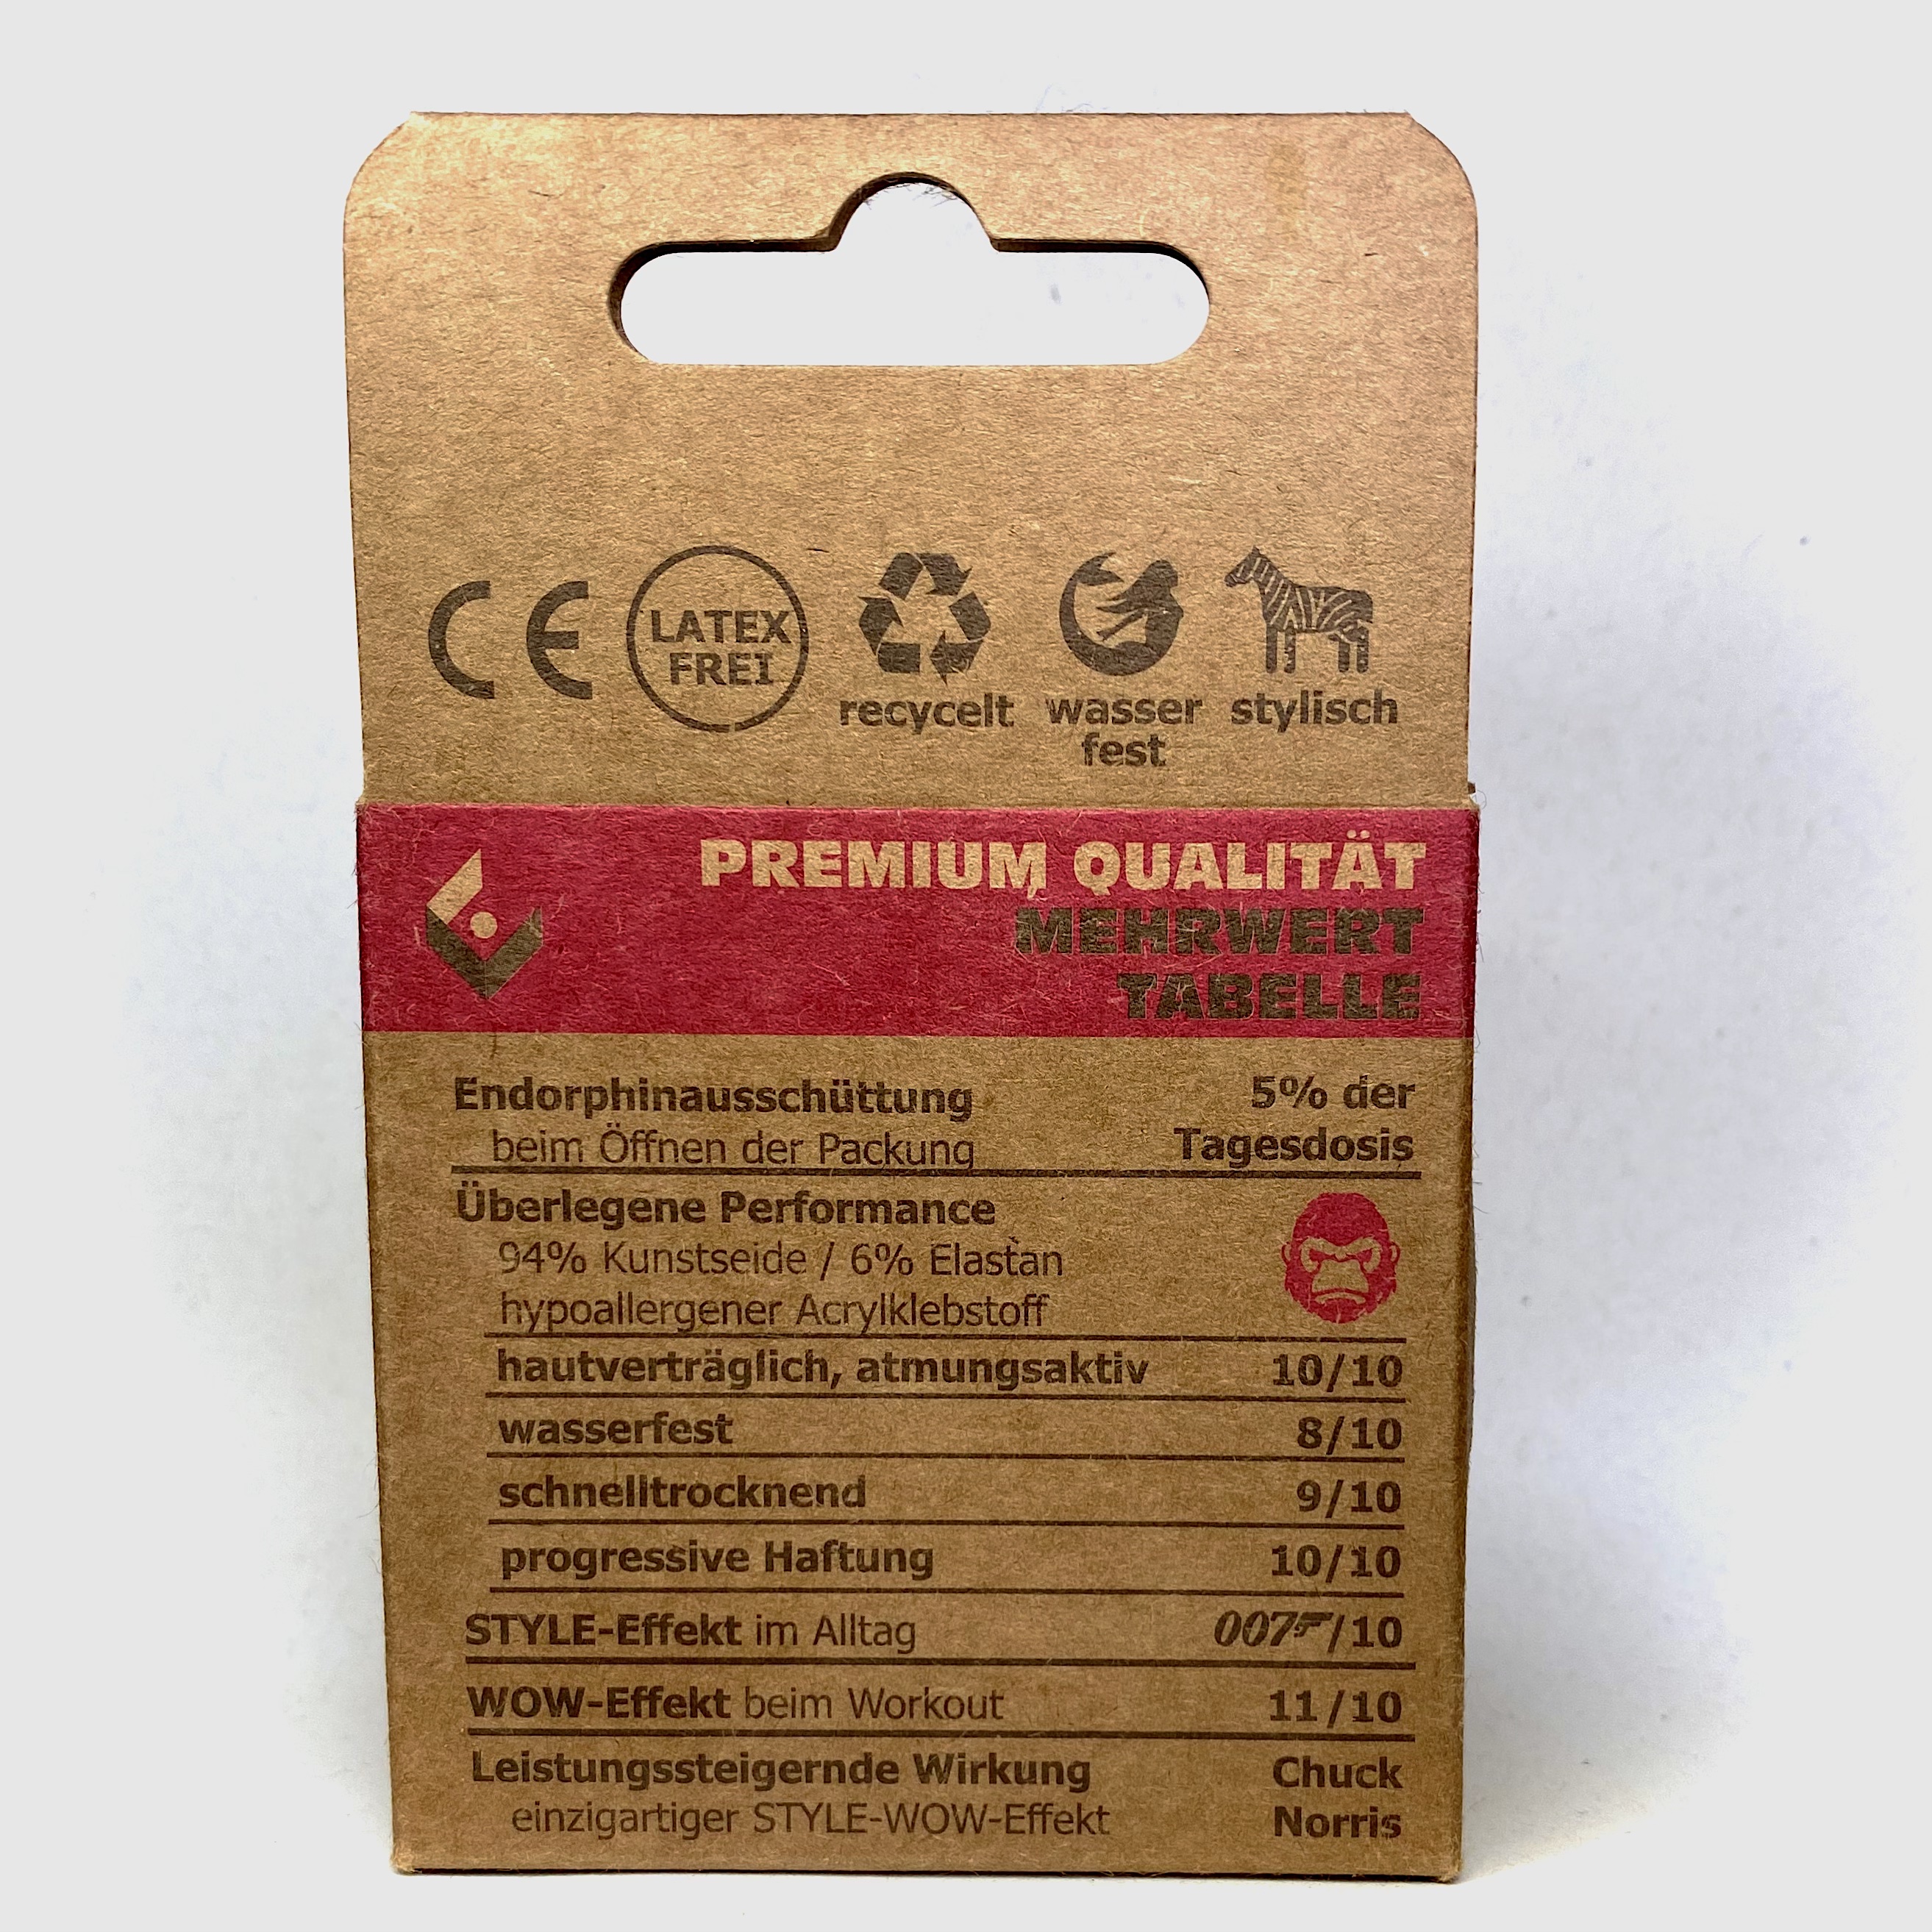 CE
LATEX
FREI
recycelt
wasser
fest
stylisch
PREMIUM QUALITÄT
MEHRWERT
TABELLE
Endorphinausschüttung 5% der
beim Öffnen der Packung Tagesdosis
Überlegene Performance
94% Kunstseide / 6% Elastan
hypoallergener Acrylklebstoff
hautverträglich, atmungsaktiv 10/10
wasserfest 8/10
schnelltrocknend 9/10
progressive Haftung 10/10
STYLE-Effekt im Alltag 007/10
WOW-Effekt beim Workout 11/10
Leistungssteigernde Wirkung Chuck
einzigartiger STYLE-WOW-Effekt Norris